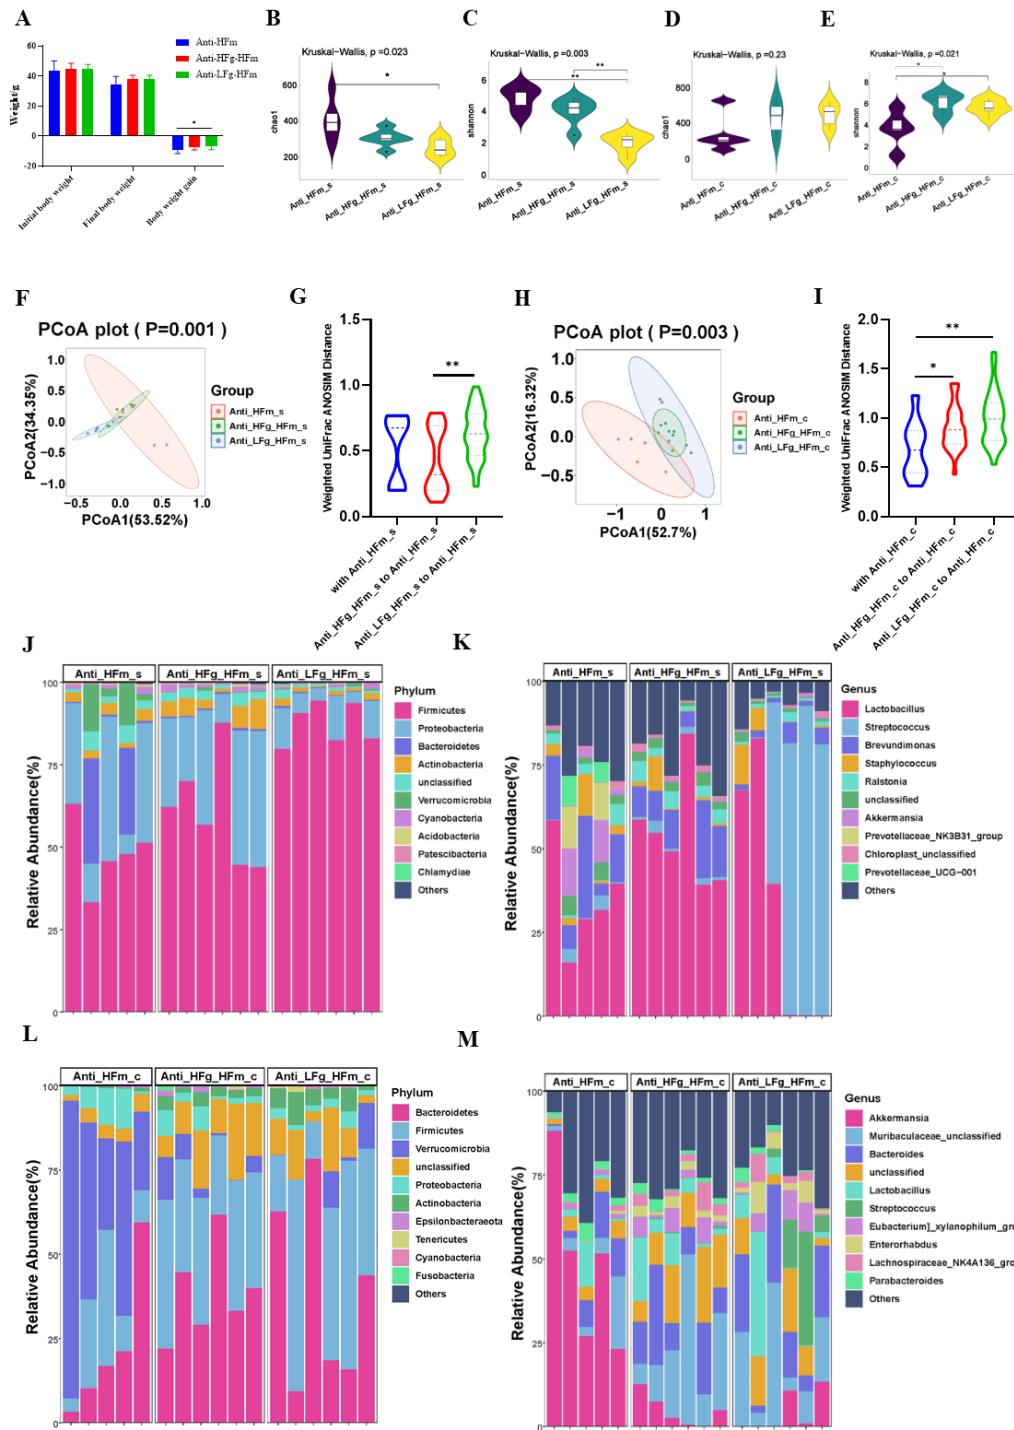 A
60
40
20
0
-20
Weight/g
Anti-HFm
Anti-HFg-HFm
Anti-LFg-HFm
*
Initial body weight
Final body weight
Body weight gain
B
Kruskal−Wallis, p =0.023
*
600
400
200
chao1
Anti_HFm_s
Anti_HFg_HFm_s
Anti_LFg_HFm_s
C
Kruskal−Wallis, p =0.003
**
**
6
4
2
0
shannon
Anti_HFm_s
Anti_HFg_HFm_s
Anti_LFg_HFm_s
D
Kruskal−Wallis, p =0.23
800
400
0
chao1
Anti_HFm_c
Anti_HFg_HFm_c
Anti_LFg_HFm_c
E
Kruskal−Wallis, p =0.021
*
*
8
6
4
2
0
shannon
Anti_HFm_c
Anti_HFg_HFm_c
Anti_LFg_HFm_c
F
PCoA plot ( P=0.001 )
1.0
0.5
0.0
−0.5
−1.0
PCoA2(34.35%)
−0.5 0.0 0.5 1.0
PCoA1(53.52%)
Group
Anti_HFm_s
Anti_HFg_HFm_s
Anti_LFg_HFm_s
G
1.5
1.0
0.5
0.0
Weighted UniFrac ANOSIM Distance
**
with Anti_HFm_s
Anti_HFg_HFm_s to Anti_HFm_s
Anti_LFg_HFm_s to Anti_HFm_s
H
PCoA plot ( P=0.003 )
1.0
0.5
0.0
−0.5
PCoA2(16.32%)
−1 0 1
PCoA1(52.7%)
Group
Anti_HFm_c
Anti_HFg_HFm_c
Anti_LFg_HFm_c
I
2.0
1.5
1.0
0.5
0.0
Weighted UniFrac ANOSIM Distance
**
*
with Anti_HFm_c
Anti_HFg_HFm_c to Anti_HFm_c
Anti_LFg_HFm_c to Anti_HFm_c
J
Anti_HFm_s Anti_HFg_HFm_s Anti_LFg_HFm_s
100
75
50
25
0
Relative Abundance(%)
Phylum
Firmicutes
Proteobacteria
Bacteroidetes
Actinobacteria
unclassified
Verrucomicrobia
Cyanobacteria
Acidobacteria
Patescibacteria
Chlamydiae
Others
K
Anti_HFm_s Anti_HFg_HFm_s Anti_LFg_HFm_s
100
75
50
25
0
Relative Abundance(%)
Genus
Lactobacillus
Streptococcus
Brevundimonas
Staphylococcus
Ralstonia
unclassified
Akkermansia
Prevotellaceae_NK3B31_group
Chloroplast_unclassified
Prevotellaceae_UCG−001
Others
L
Anti_HFm_c Anti_HFg_HFm_c Anti_LFg_HFm_c
100
75
50
25
0
Relative Abundance(%)
Phylum
Bacteroidetes
Firmicutes
Verrucomicrobia
unclassified
Proteobacteria
Actinobacteria
Epsilonbacteraeota
Tenericutes
Cyanobacteria
Fusobacteria
Others
M
Anti_HFm_c Anti_HFg_HFm_c Anti_LFg_HFm_c
100
75
50
25
0
Relative Abundance(%)
Genus
Akkermansia
Muribaculaceae_unclassified
Bacteroides
unclassified
Lactobacillus
Streptococcus
Eubacterium]_xylanophilum_gro
Enterorhabdus
Lachnospiraceae_NK4A136_gro
Parabacteroides
Others